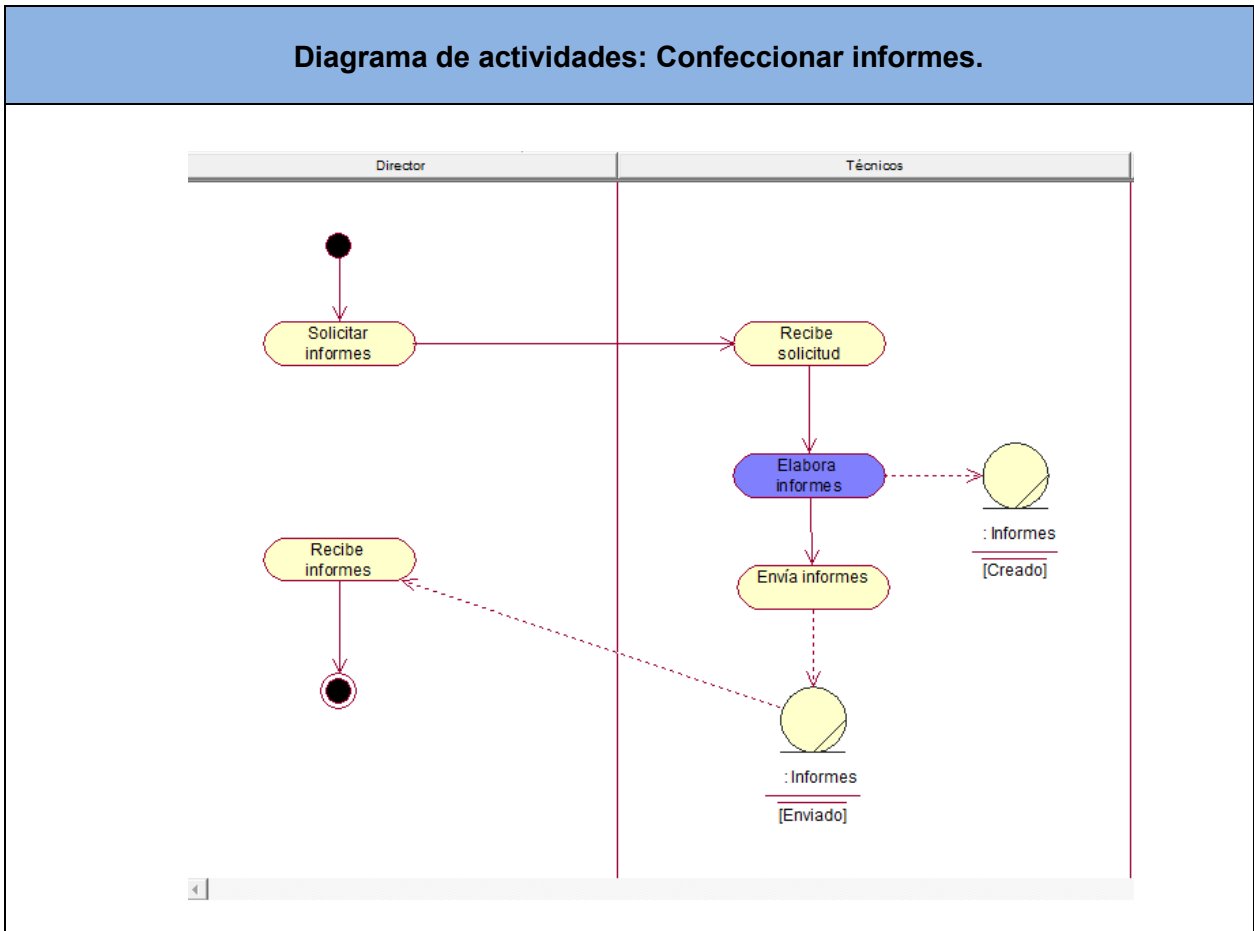 Diagrama de actividades: Confeccionar informes.
Director
Técnicos
Solicitar
informes
Recibe
solicitud
Elabora
informes
: Informes
[Creado]
Recibe
informes
Envía informes
: Informes
[Enviado]